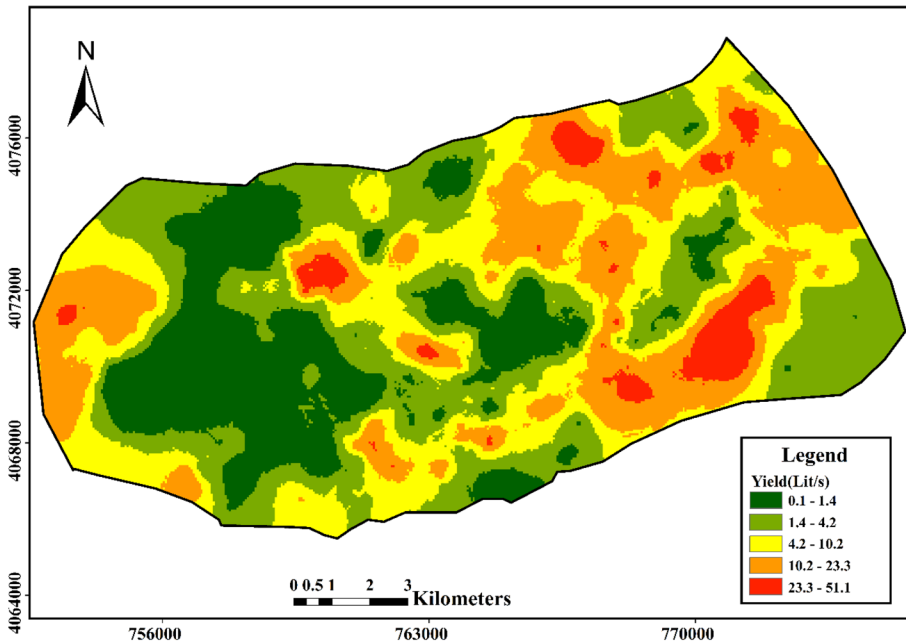 N
4076000
4072000
4068000
4064000
Legend
Yield(Lit/s)
0.1 - 1.4
1.4 - 4.2
4.2 - 10.2
10.2 - 23.3
23.3 - 51.1
0 0.5 1 2 3
Kilometers
756000 763000 770000